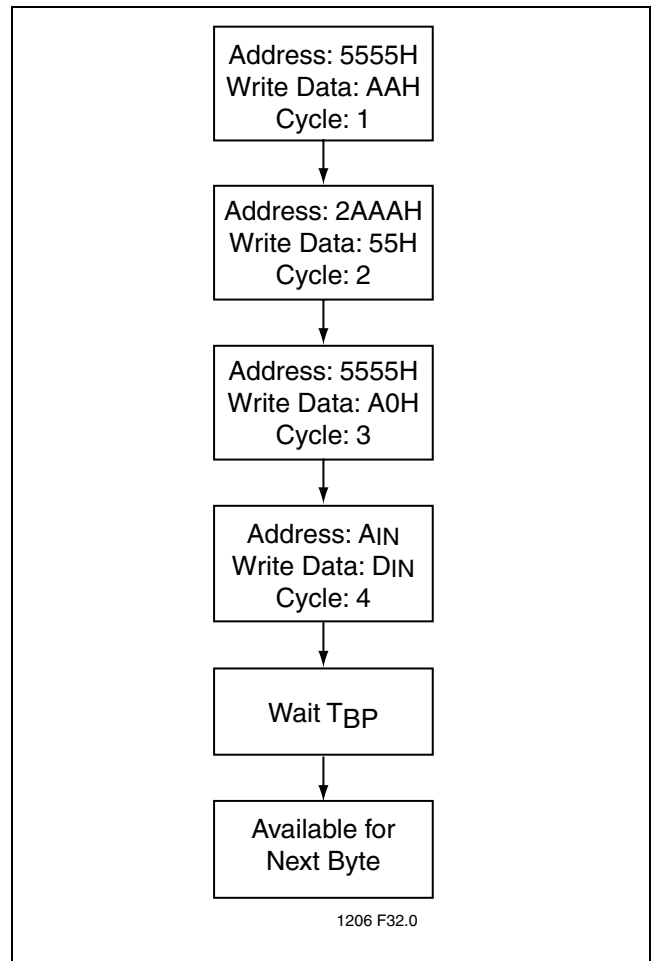 Address: 5555H
Write Data: AAH
Cycle: 1
Address: 2AAAH
Write Data: 55H
Cycle: 2
Address: 5555H
Write Data: A0H
Cycle: 3
Address: AIN
Write Data: DIN
Cycle: 4
Wait TBP
Available for
Next Byte
1206 F32.0